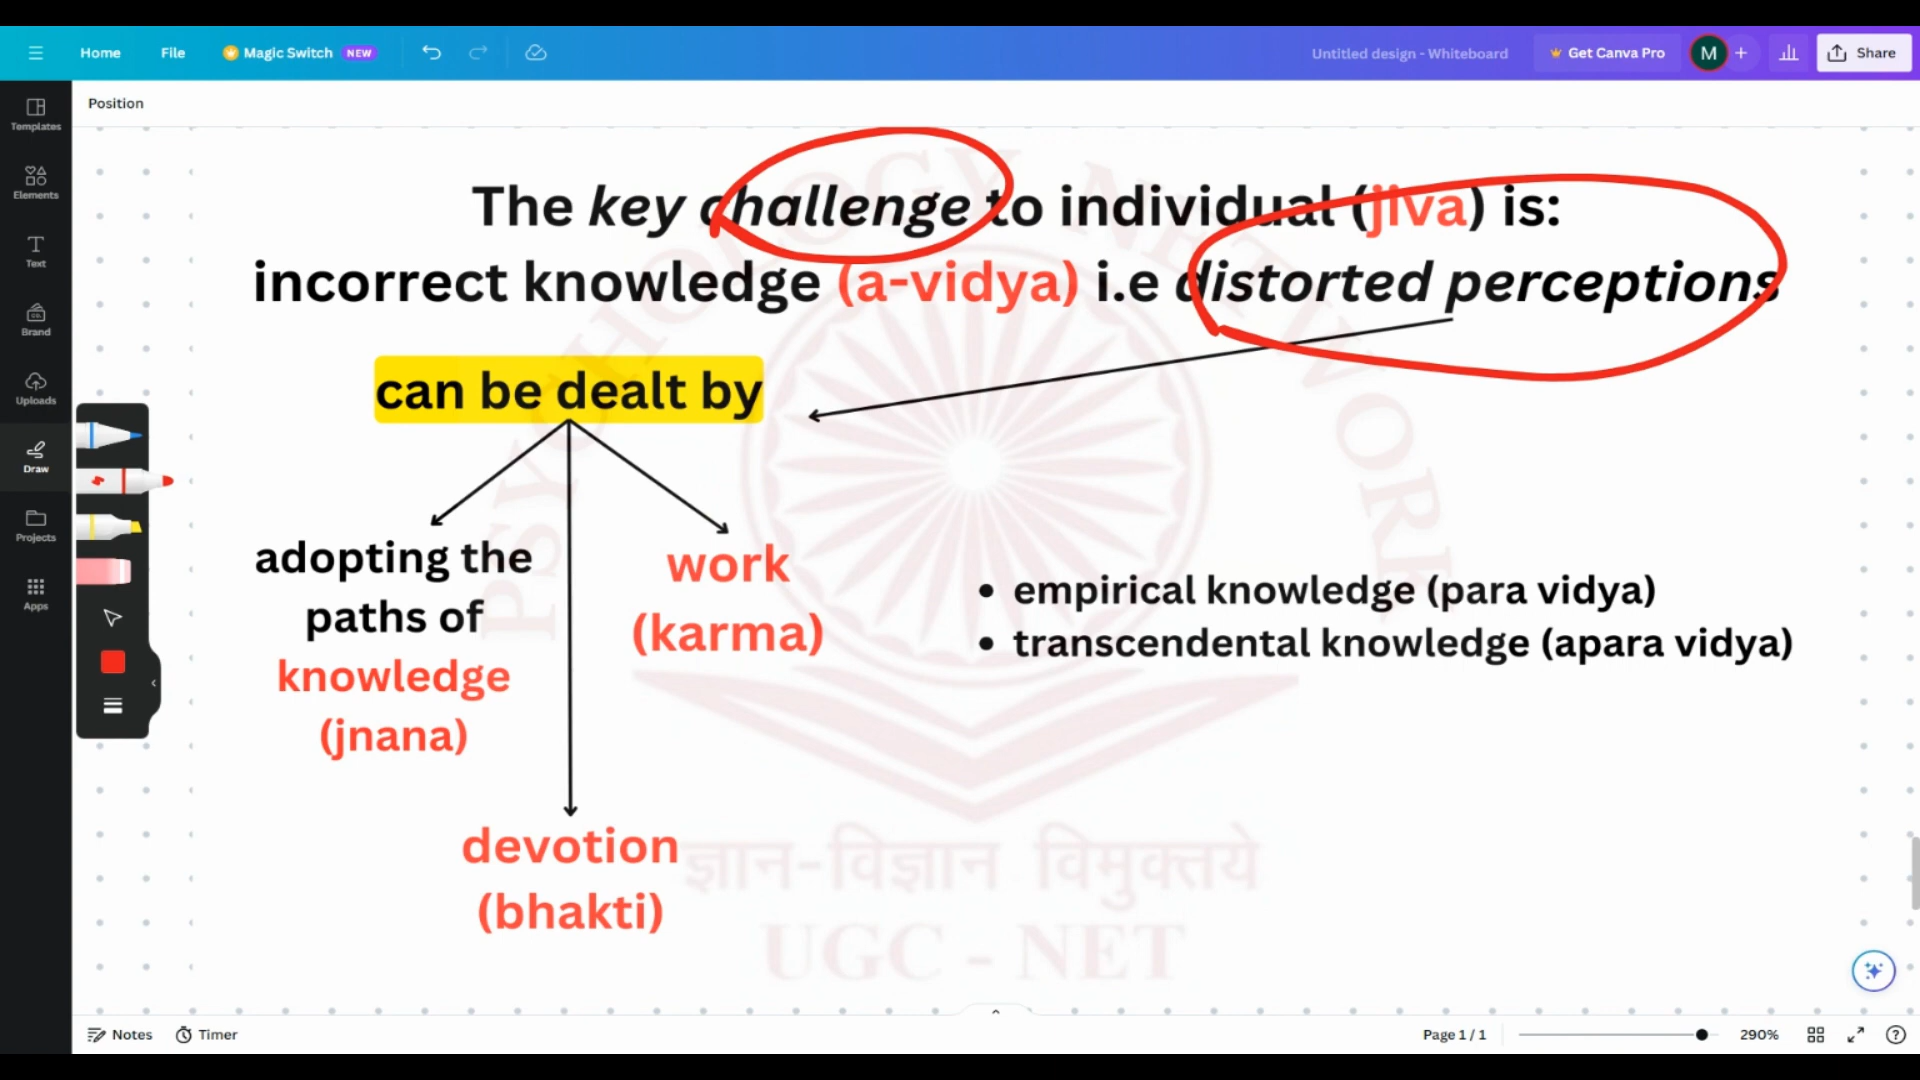 Home File Magic Switch NEW Untitled design - Whiteboard Get Canva Pro M + Share
Position
Templates
Elements
Text
Brand
Uploads
Draw
Projects
Apps
The key challenge to individual (jiva) is:
incorrect knowledge (a-vidya) i.e distorted perceptions
can be dealt by
adopting the
paths of
knowledge
(jnana)
work
(karma)
devotion
(bhakti)
• empirical knowledge (para vidya)
• transcendental knowledge (apara vidya)
PSYCHOLOGY NETWORK
ज्ञान-विज्ञान विमुक्तये
UGC - NET
Notes Timer Page 1 / 1 290%